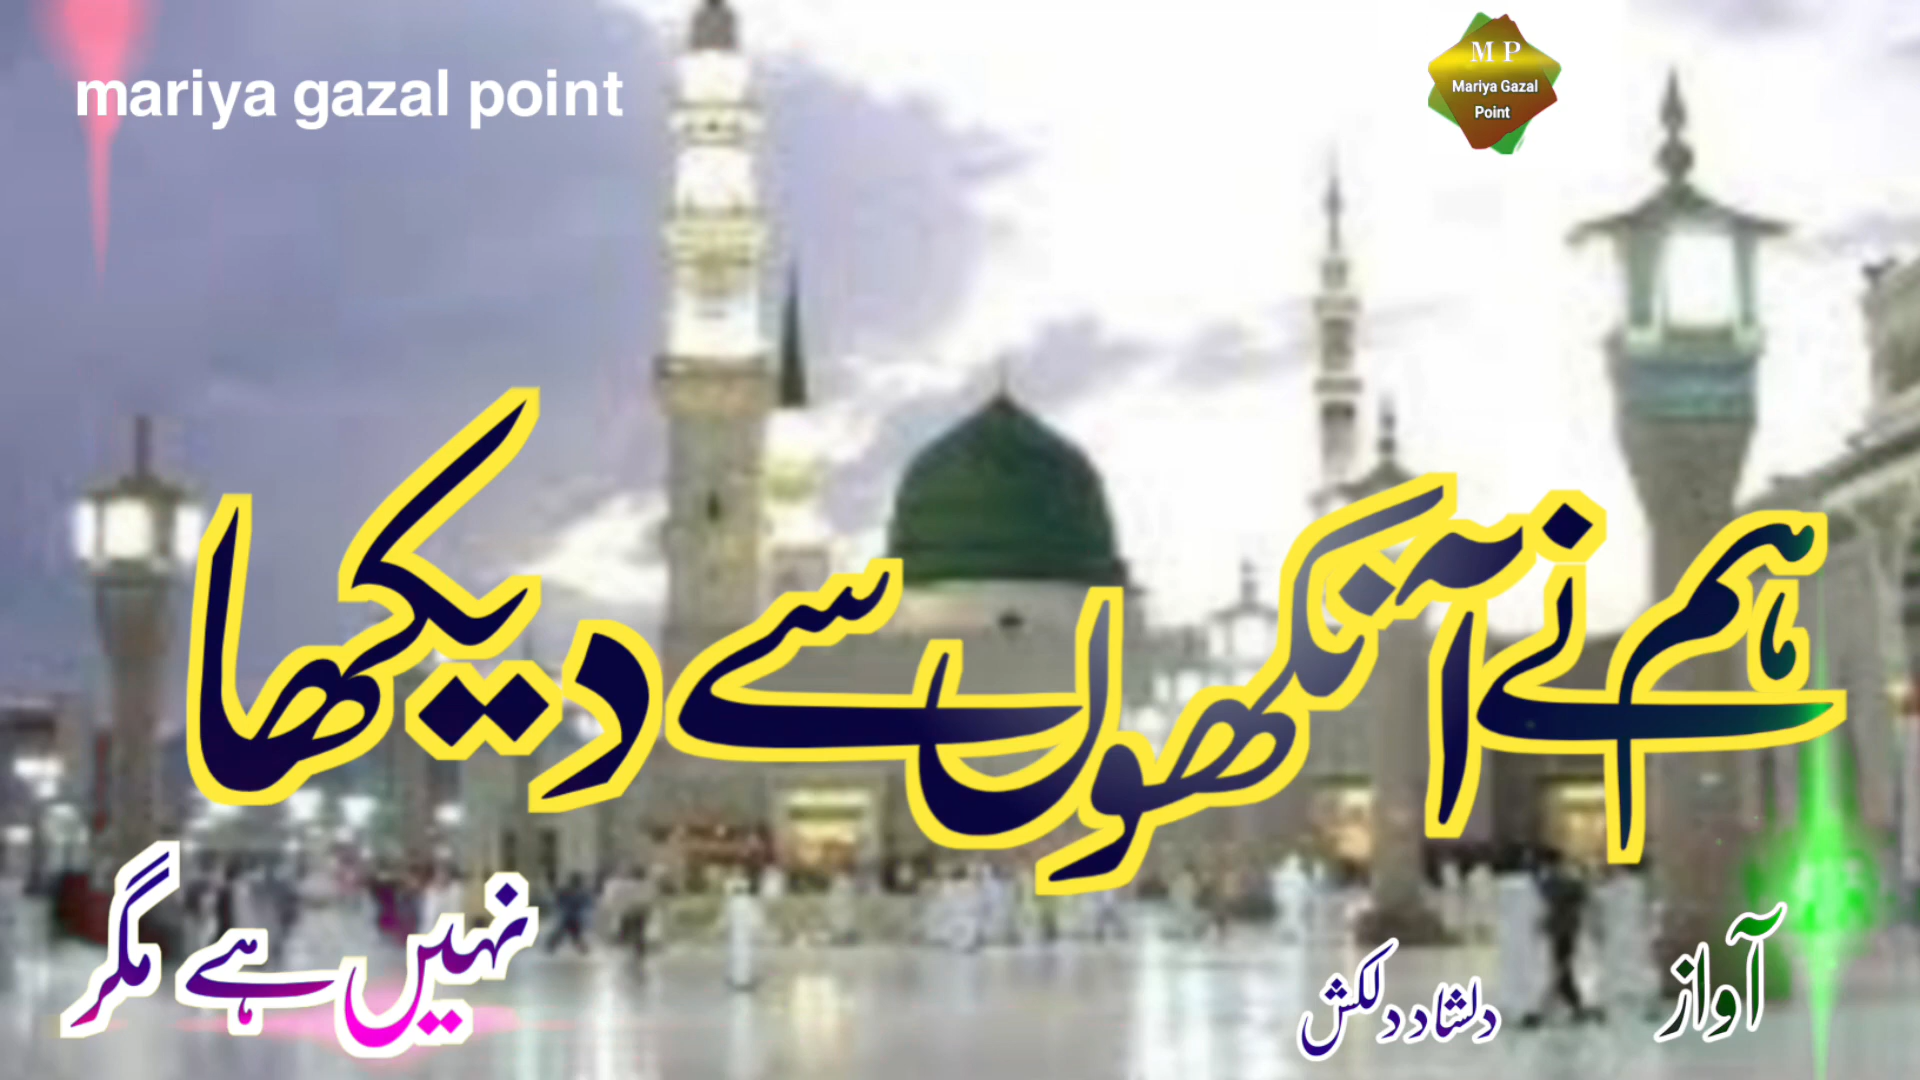 mariya gazal point
M P
Mariya Gazal
Point
ہم نے آنکھوں سے دیکھا
نہیں ہے مگر
آواز
دلشاد دلکش